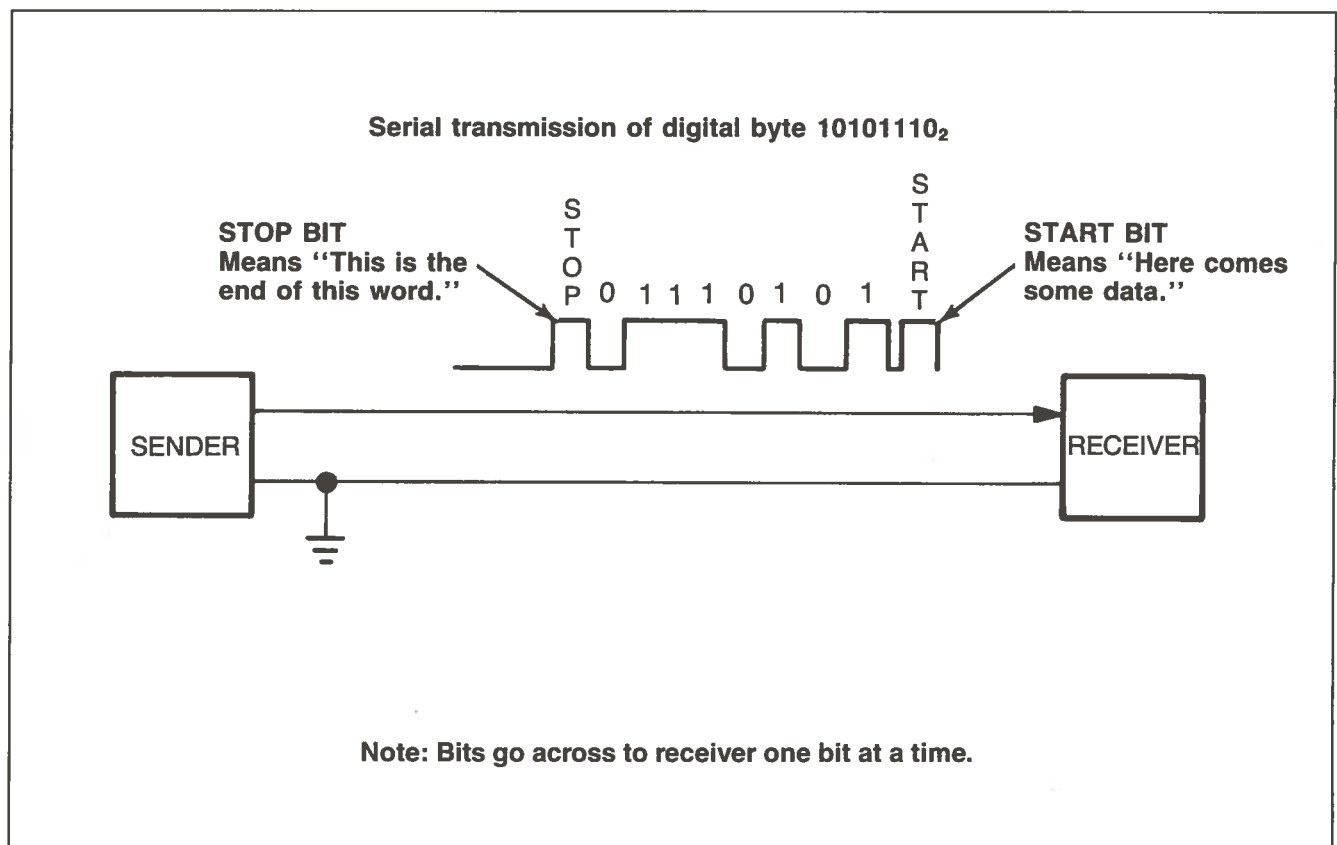 Serial transmission of digital byte 10101110₂
STOP BIT
Means “This is the
end of this word.”
STOP
0 1 1 1 0 1 0 1
START
START BIT
Means “Here comes
some data.”
SENDER
RECEIVER
Note: Bits go across to receiver one bit at a time.